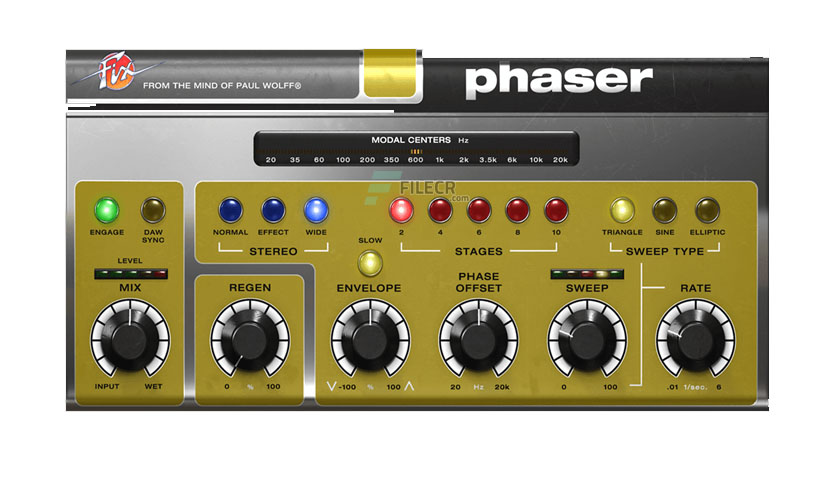 Fix
FROM THE MIND OF PAUL WOLFF®
phaser
MODAL CENTERS Hz
20 35 60 100 200 350 600 1k 2k 3.5k 6k 10k 20k
FILECR
.com
ENGAGE DAW SYNC
NORMAL EFFECT WIDE
STEREO
SLOW
2 4 6 8 10
STAGES
TRIANGLE SINE ELLIPTIC
SWEEP TYPE
LEVEL
MIX
INPUT WET
REGEN
0 % 100
ENVELOPE
-100 % 100
PHASE
OFFSET
20 Hz 20k
SWEEP
0 100
RATE
.01 1/sec. 6